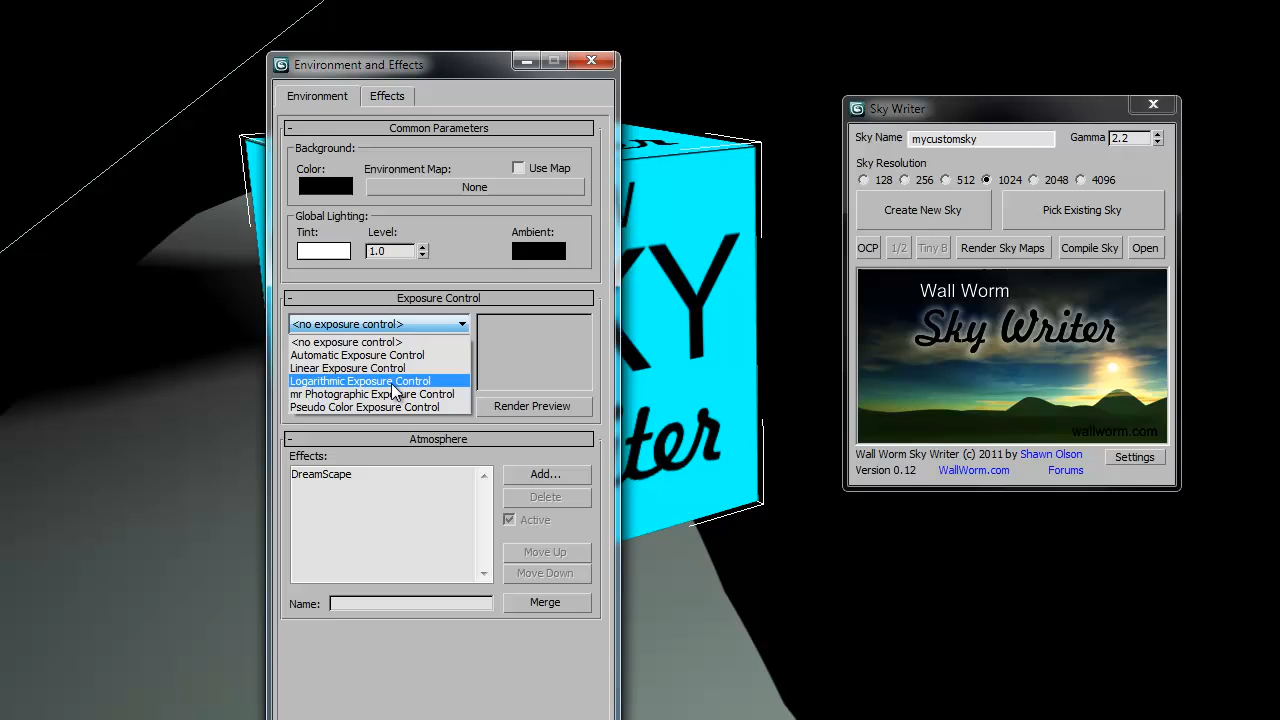 Environment and Effects
Environment
Effects
- Common Parameters
Background:
Color:
Environment Map:
Use Map
None
Global Lighting:
Tint:
Level:
Ambient:
1.0
- Exposure Control
<no exposure control>
<no exposure control>
Automatic Exposure Control
Linear Exposure Control
Logarithmic Exposure Control
mr Photographic Exposure Control
Pseudo Color Exposure Control
Render Preview
- Atmosphere
Effects:
DreamScape
Add...
Delete
Active
Move Up
Move Down
Name:
Merge
SKY
Writer
Sky Writer
Sky Name
mycustomsky
Gamma
2.2
Sky Resolution
128 256 512 1024 2048 4096
Create New Sky
Pick Existing Sky
OCP
1/2
Tiny B
Render Sky Maps
Compile Sky
Open
Wall Worm
Sky Writer
wallworm.com
Wall Worm Sky Writer (c) 2011 by Shawn Olson
Version 0.12
WallWorm.com
Forums
Settings